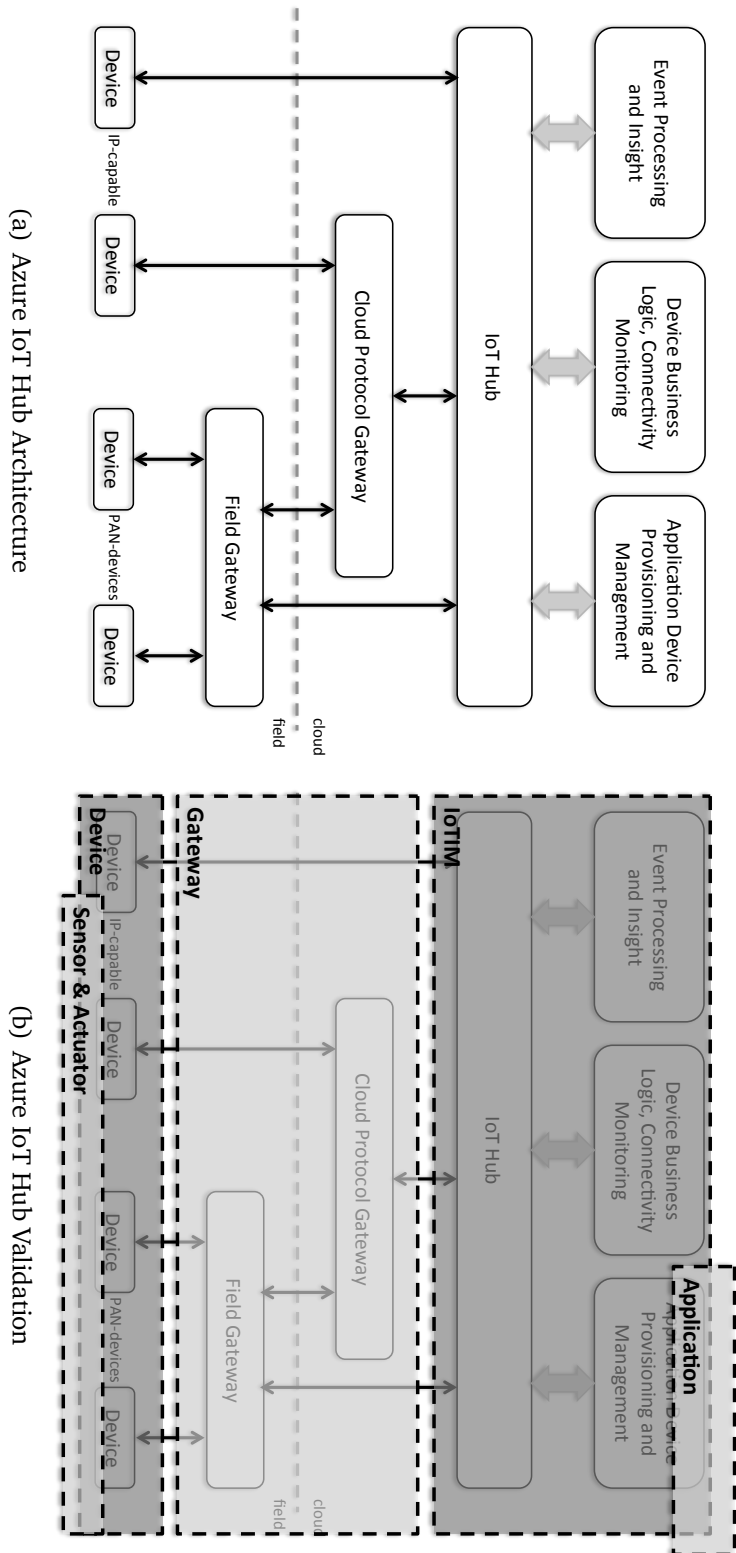 Event Processing
and Insight
Device Business
Logic, Connectivity
Monitoring
Application Device
Provisioning and
Management
IoT Hub
Cloud Protocol Gateway
cloud
field
Field Gateway
Device
IP-capable
Device
Device
PAN-devices
Device
(a) Azure IoT Hub Architecture
Application
Event Processing
and Insight
Device Business
Logic, Connectivity
Monitoring
Application Device
Provisioning and
Management
IoTIM
IoT Hub
Cloud Protocol Gateway
cloud
field
Gateway
Field Gateway
Device
Device
IP-capable
Device
Device
PAN-devices
Device
Sensor & Actuator
(b) Azure IoT Hub Validation